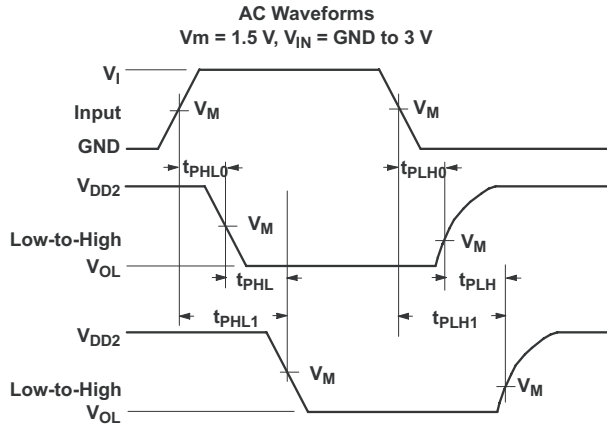 AC Waveforms
Vm = 1.5 V, VIN = GND to 3 V
VI
Input
VM
VM
GND
tPHL0
tPLH0
VDD2
VM
Low-to-High
VM
VOL
tPHL
tPLH
tPHL1
tPLH1
VDD2
VM
Low-to-High
VM
VOL